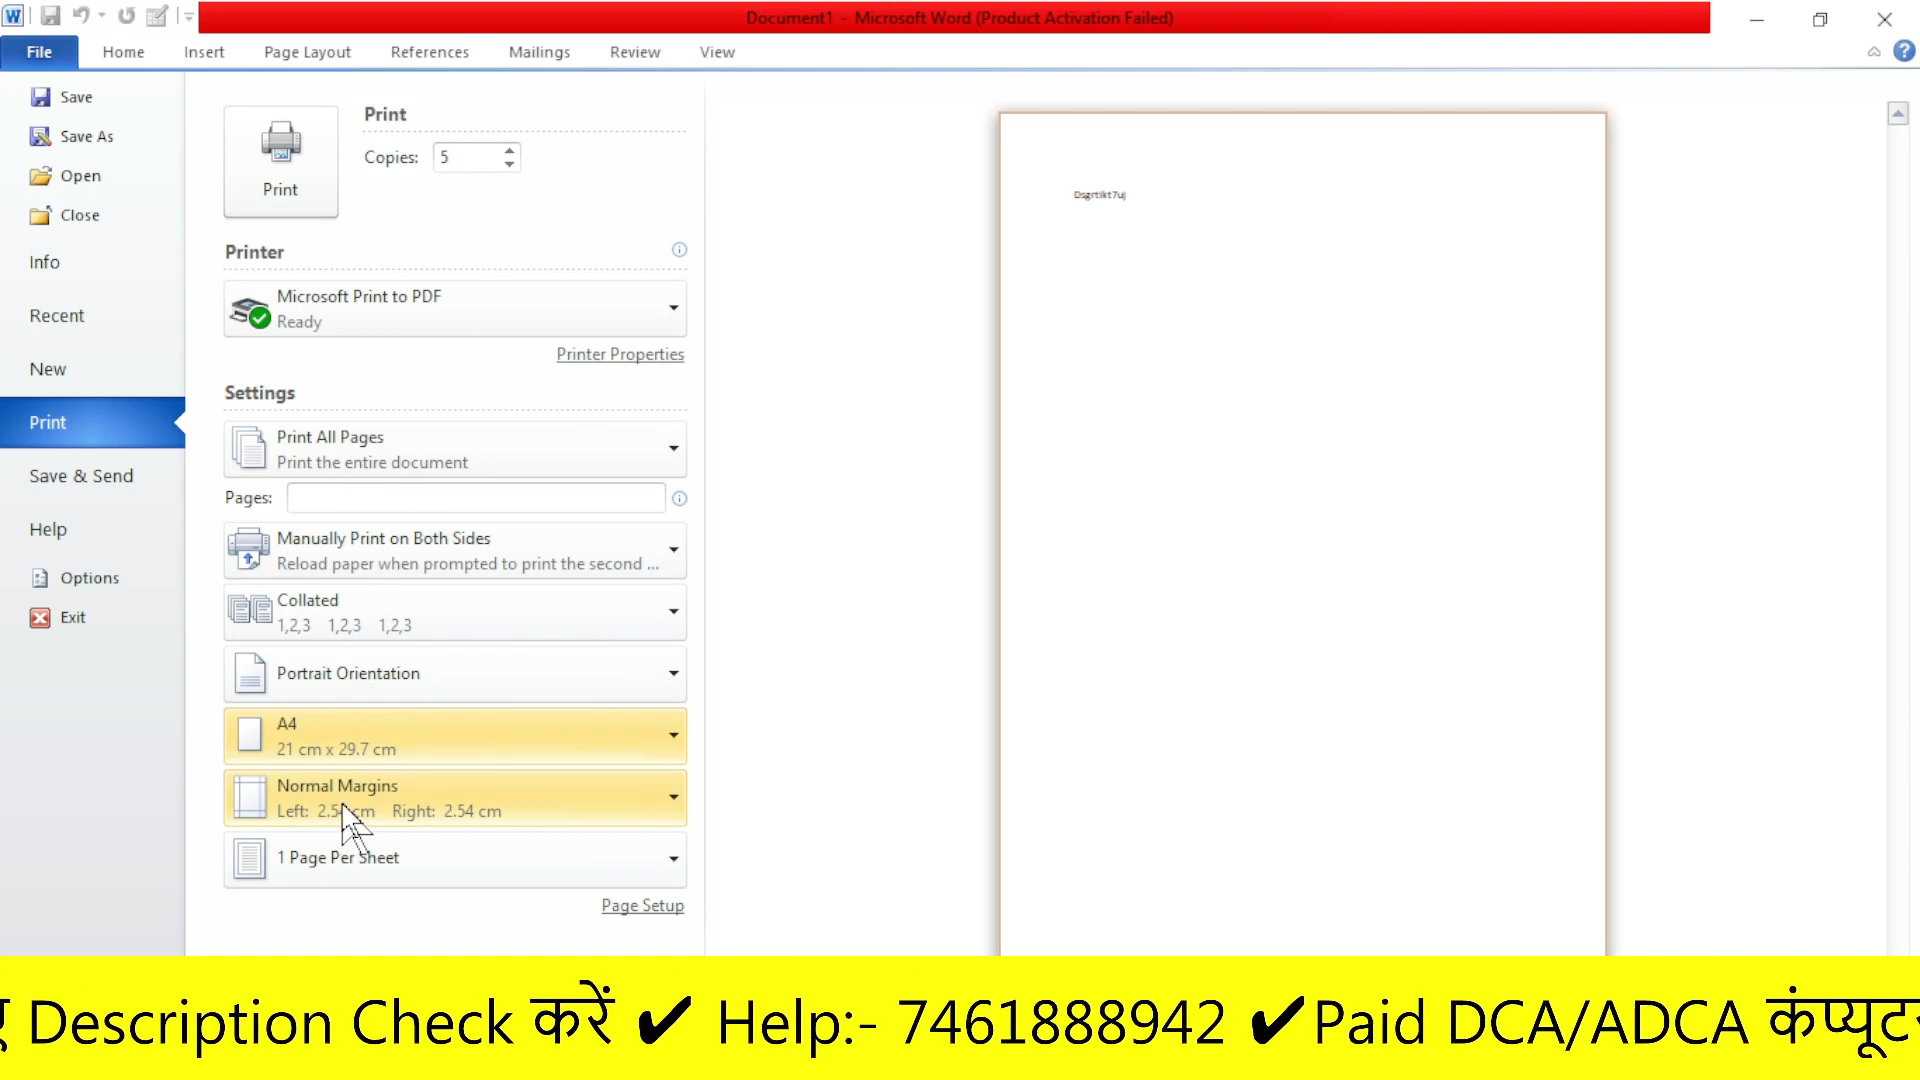 Document1 - Microsoft Word (Product Activation Failed)
File Home Insert Page Layout References Mailings Review View
Save
Save As
Open
Close
Info
Recent
New
Print
Save & Send
Help
Options
Exit
Print
Print
Copies: 5
Printer
Microsoft Print to PDF
Ready
Printer Properties
Settings
Print All Pages
Print the entire document
Pages:
Manually Print on Both Sides
Reload paper when prompted to print the second ...
Collated
1,2,3 1,2,3 1,2,3
Portrait Orientation
A4
21 cm x 29.7 cm
Normal Margins
Left: 2.54 cm Right: 2.54 cm
1 Page Per Sheet
Page Setup
Dsgrtikt7uj
Description Check करें ✔ Help:- 7461888942 ✔Paid DCA/ADCA